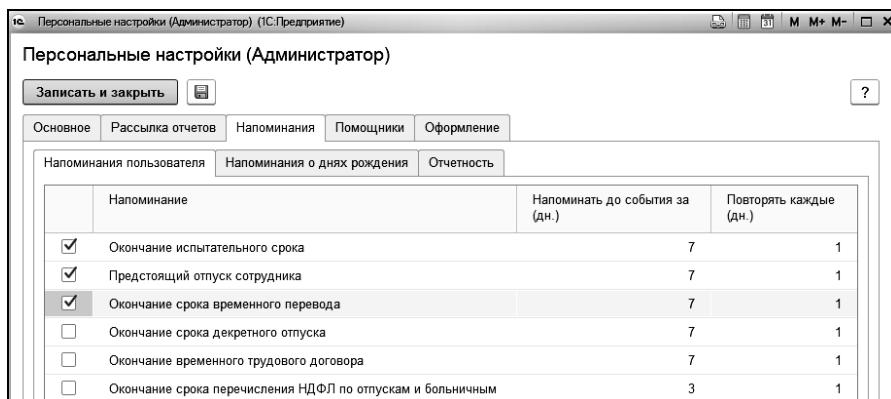 1С Персональные настройки (Администратор) (1С:Предприятие) 31 M M+ M-
Персональные настройки (Администратор)
Записать и закрыть ?
Основное Рассылка отчетов Напоминания Помощники Оформление
Напоминания пользователя Напоминания о днях рождения Отчетность
Напоминание Напоминать до события за Повторять каждые
(дн.) (дн.)
Окончание испытательного срока 7 1
Предстоящий отпуск сотрудника 7 1
Окончание срока временного перевода 7 1
Окончание срока декретного отпуска 7 1
Окончание временного трудового договора 7 1
Окончание срока перечисления НДФЛ по отпускам и больничным 3 1